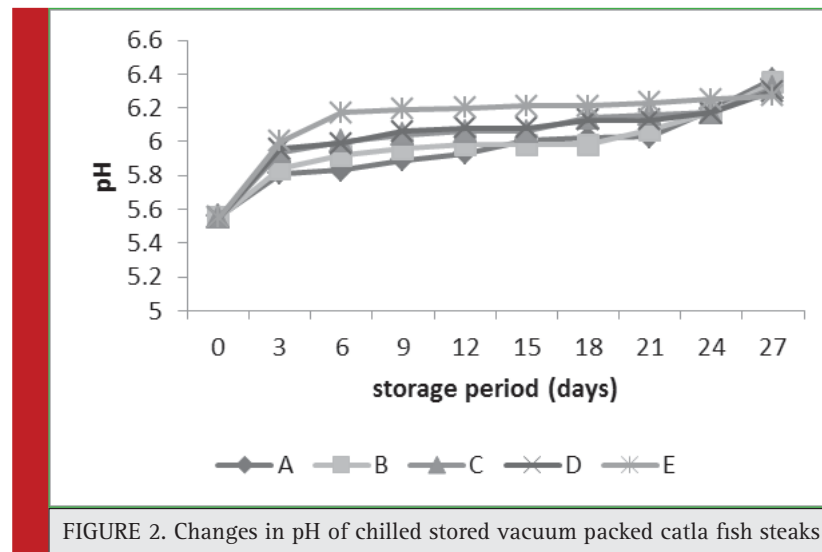 6.6
6.4
6.2
6
5.8
5.6
5.4
5.2
5
pH
0 3 6 9 12 15 18 21 24 27
storage period (days)
A B C D E
FIGURE 2. Changes in pH of chilled stored vacuum packed catla fish steaks